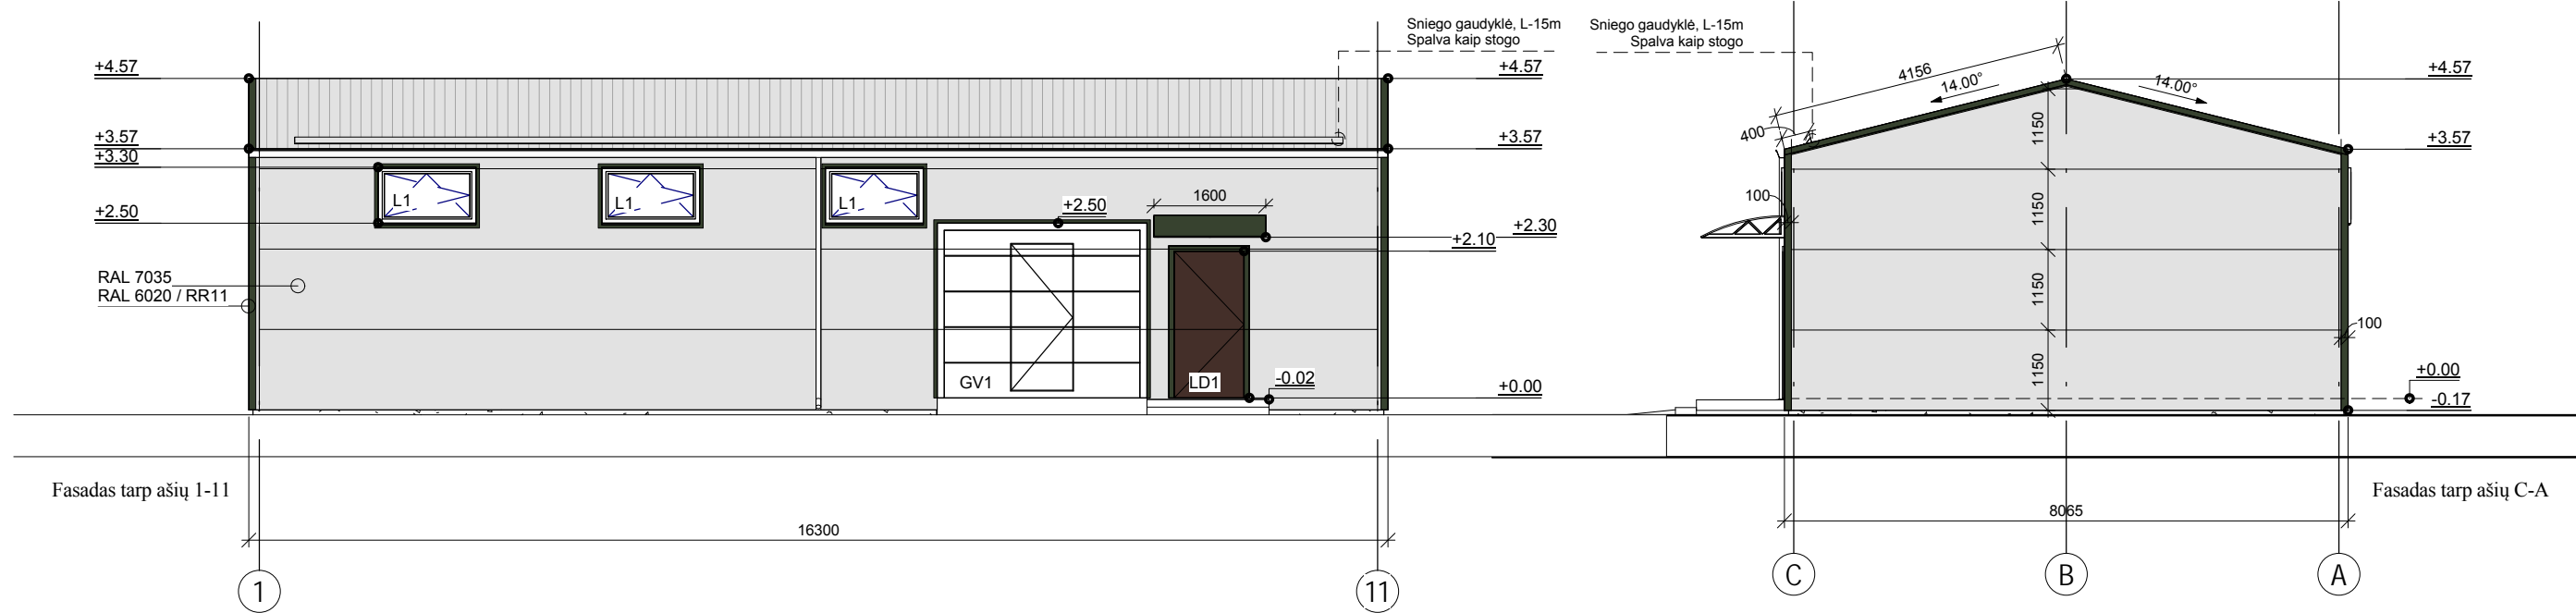 Sniego gaudyklė, L-15m
Spalva kaip stogo
+4.57
+4.57
+3.57
+3.30
+3.57
L1
L1
L1
+2.50
+2.50
1600
+2.30
+2.10
RAL 7035
RAL 6020 / RR11
GV1
LD1
-0.02
+0.00
Fasadas tarp ašių 1-11
16300
1
11
Sniego gaudyklė, L-15m
Spalva kaip stogo
4156
14.00°
14.00°
+4.57
400
1150
+3.57
100
1150
1150
100
1150
+0.00
-0.17
Fasadas tarp ašių C-A
8065
C
B
A